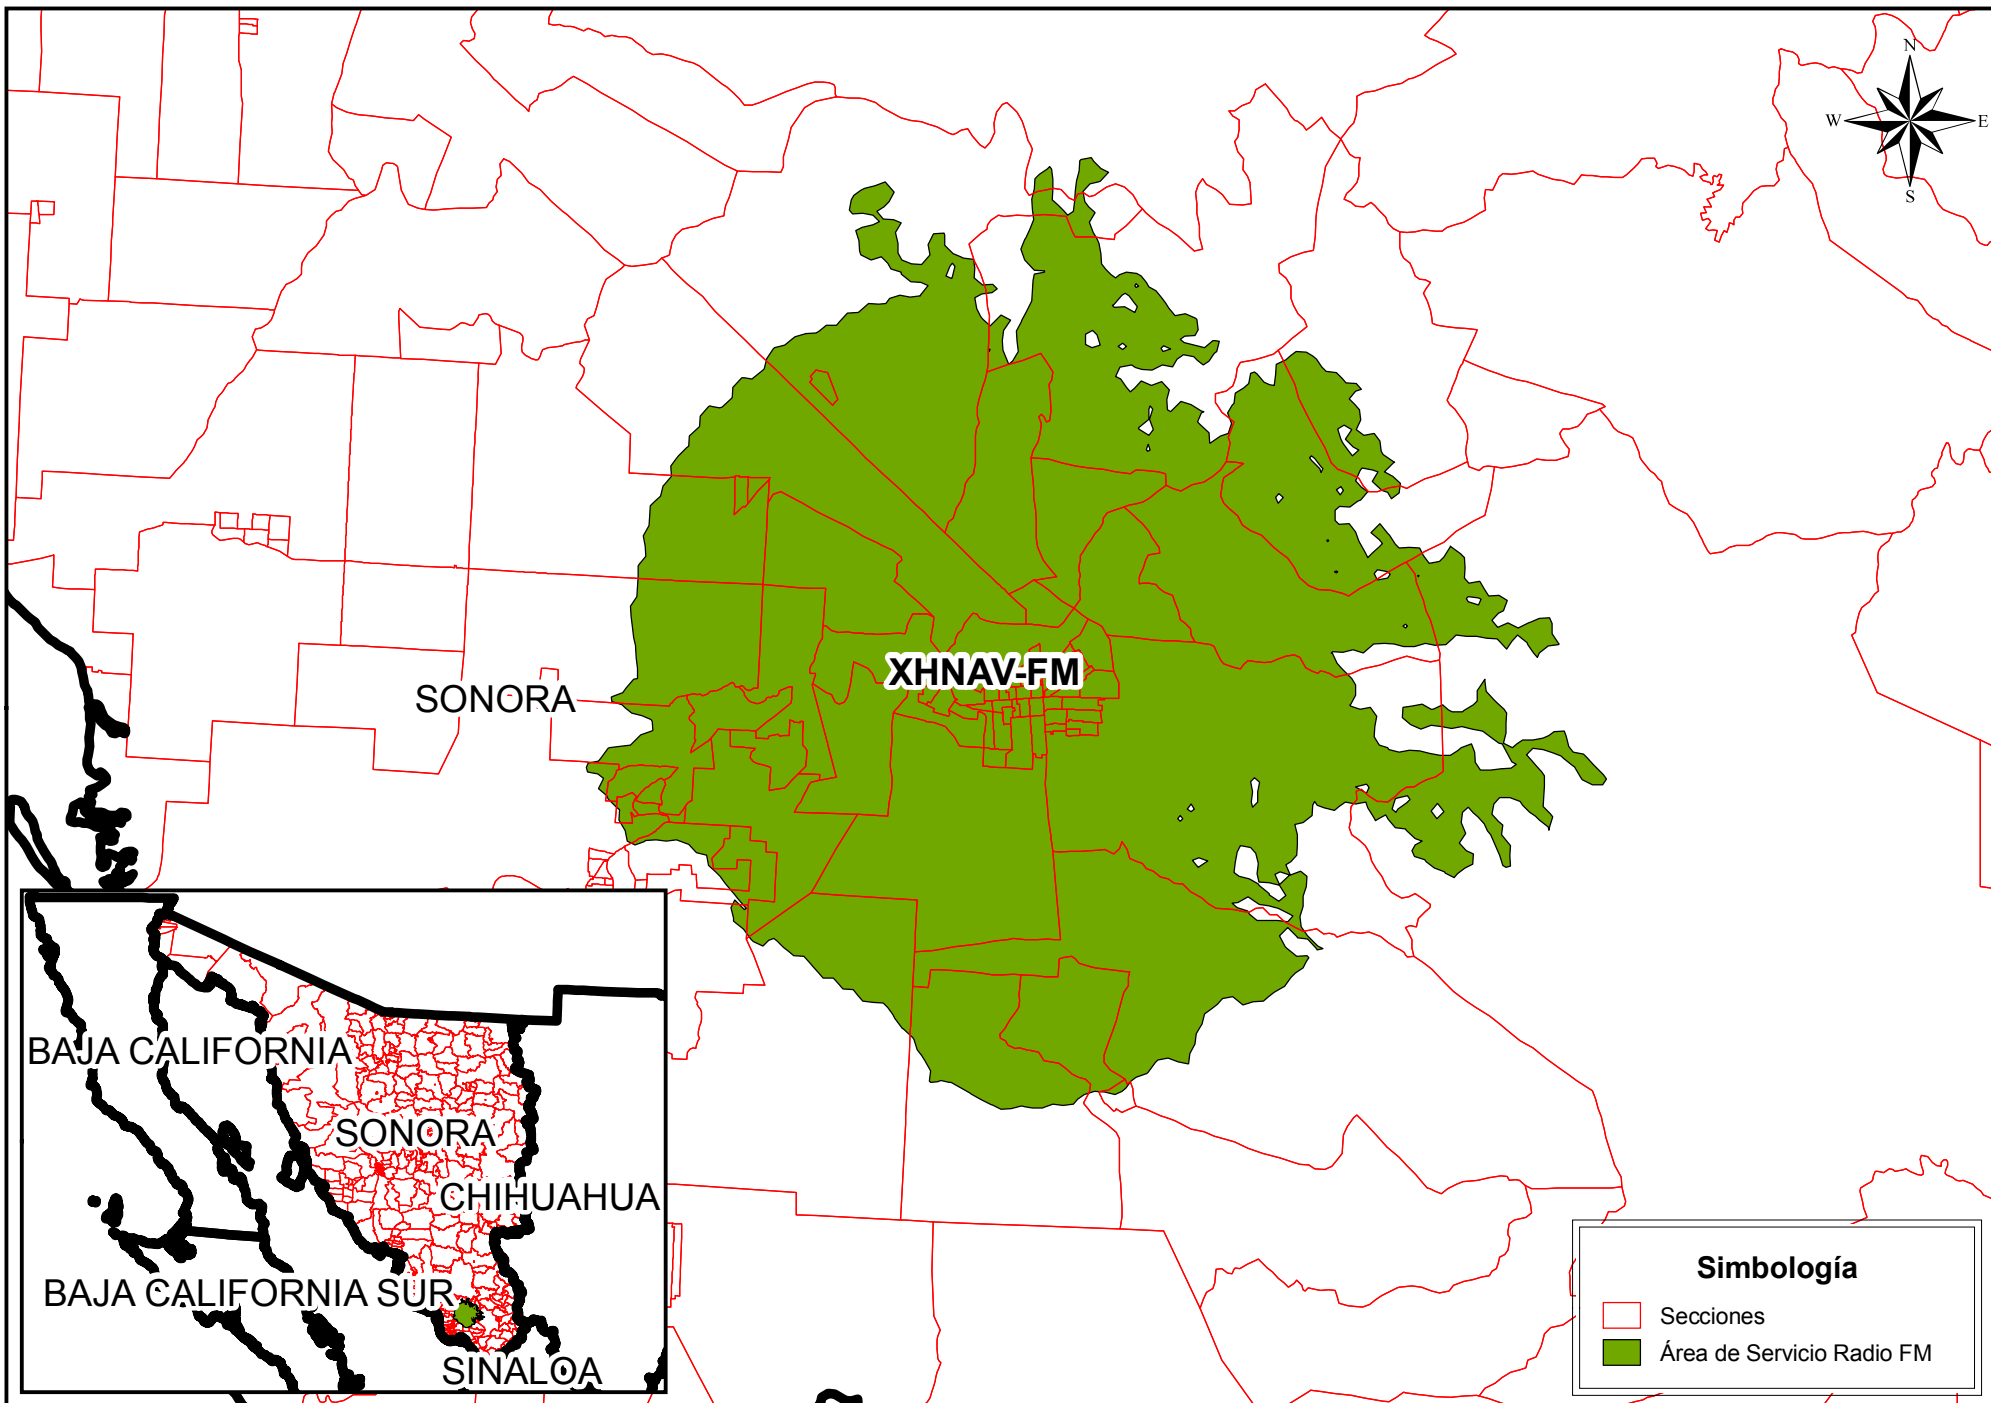 N
W
E
S
XHNAV-FM
SONORA
BAJA CALIFORNIA
SONORA
CHIHUAHUA
BAJA CALIFORNIA SUR
SINALOA
Simbología
Secciones
Área de Servicio Radio FM